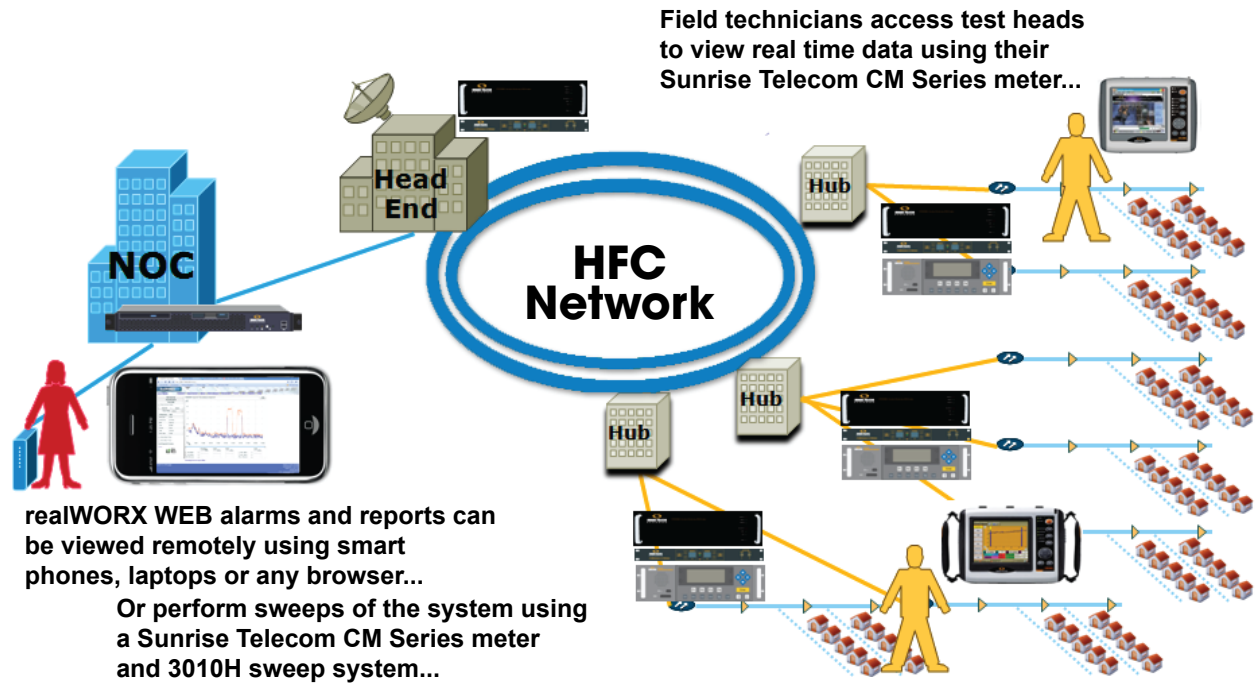 Field technicians access test heads
to view real time data using their
Sunrise Telecom CM Series meter...
Head
End
Hub
NOC
HFC
Network
Hub
Hub
realWORX WEB alarms and reports can
be viewed remotely using smart
phones, laptops or any browser...
Or perform sweeps of the system using
a Sunrise Telecom CM Series meter
and 3010H sweep system...